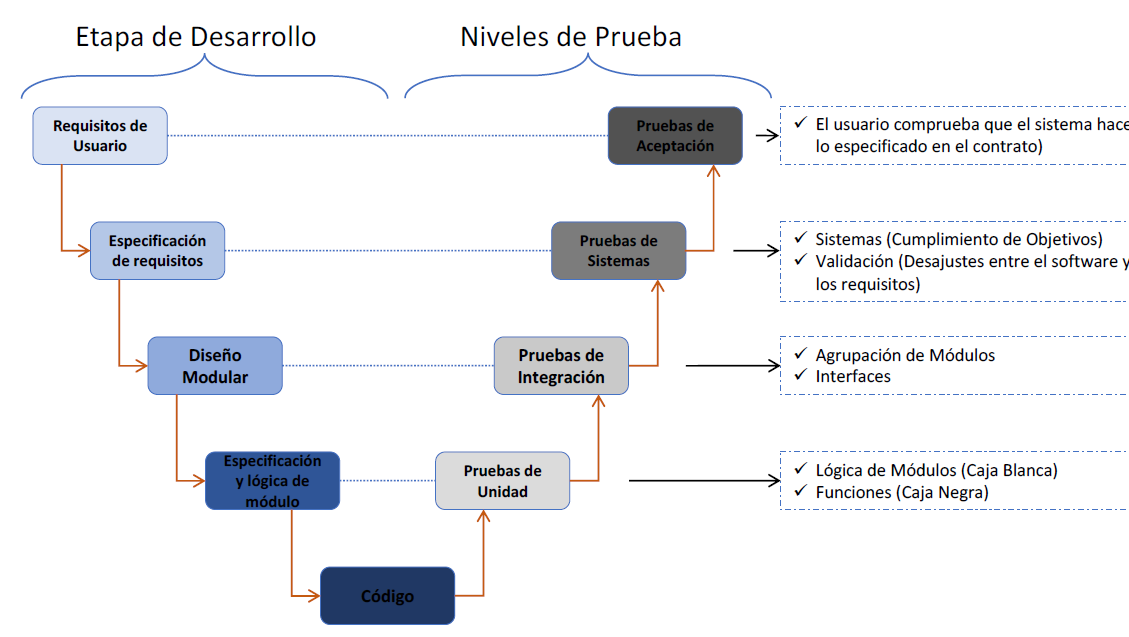 Etapa de Desarrollo
Niveles de Prueba
Requisitos de
Usuario
Pruebas de
Aceptación
✓ El usuario comprueba que el sistema hace
lo especificado en el contrato)
Especificación
de requisitos
Pruebas de
Sistemas
✓ Sistemas (Cumplimiento de Objetivos)
✓ Validación (Desajustes entre el software y
los requisitos)
Diseño
Modular
Pruebas de
Integración
✓ Agrupación de Módulos
✓ Interfaces
Especificación
y lógica de
módulo
Pruebas de
Unidad
✓ Lógica de Módulos (Caja Blanca)
✓ Funciones (Caja Negra)
Código